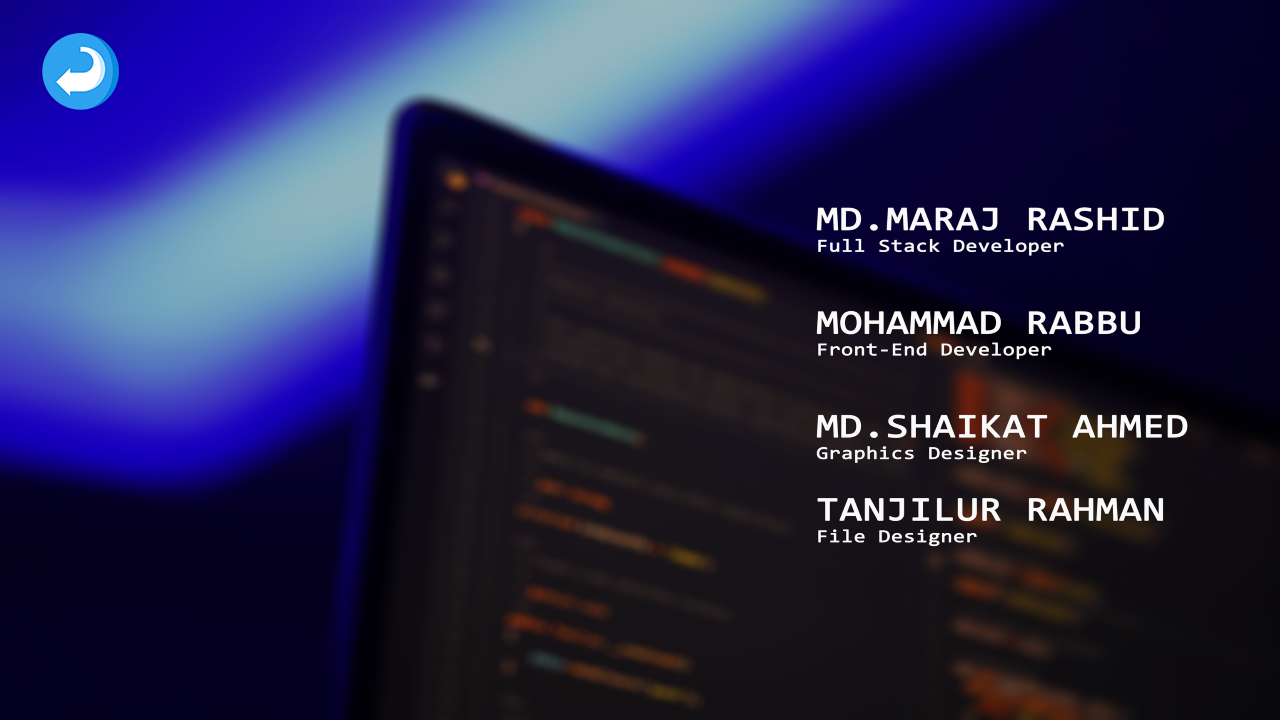 MD.MARAJ RASHID
Full Stack Developer
MOHAMMAD RABBU
Front-End Developer
MD.SHAIKAT AHMED
Graphics Designer
TANJILUR RAHMAN
File Designer